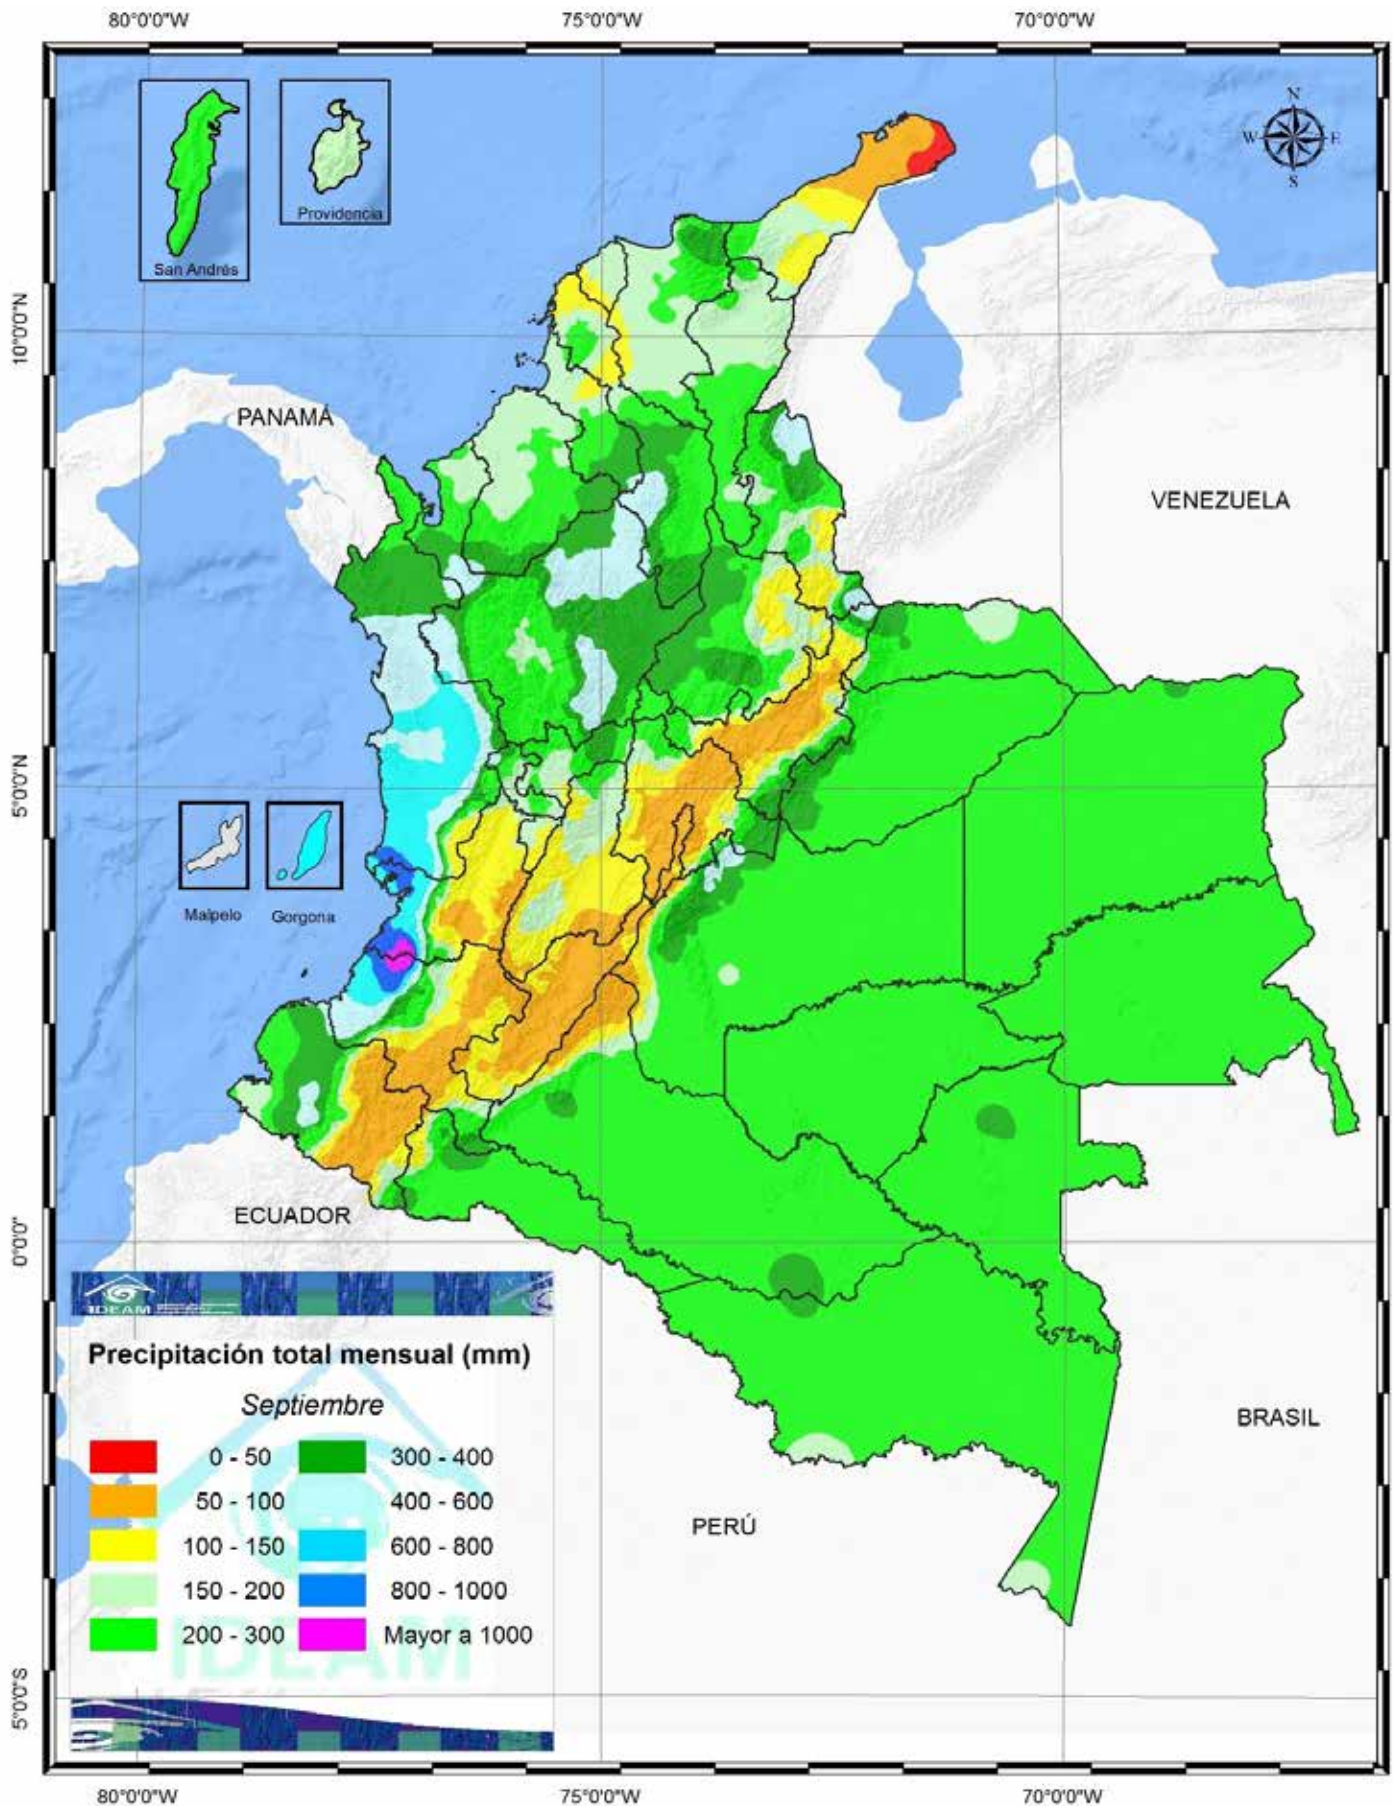 80°0'0"W 75°0'0"W 70°0'0"W
N
W E
S
San Andrés
Providencia
10°0'0"N
PANAMÁ
VENEZUELA
5°0'0"N
Malpelo Gorgona
ECUADOR
0°0'0"
IDEAM
Precipitación total mensual (mm)
Septiembre
0 - 50 300 - 400
50 - 100 400 - 600
100 - 150 600 - 800
150 - 200 800 - 1000
200 - 300 Mayor a 1000
IDEAM
BRASIL
PERÚ
5°0'0"S
80°0'0"W 75°0'0"W 70°0'0"W